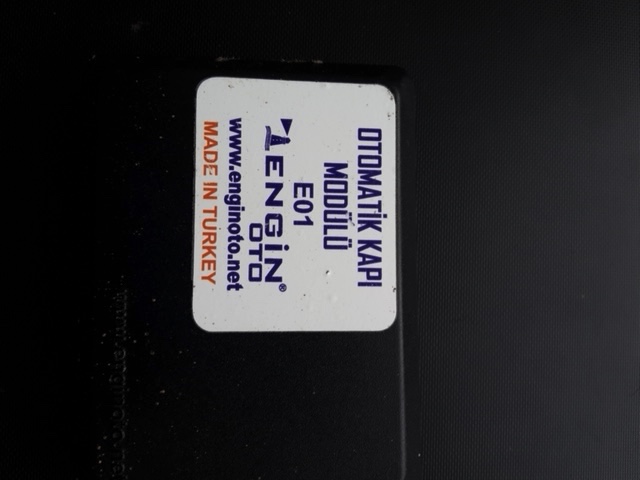 OTOMATİK KAPI
MODÜLÜ
E01
ENGİN®
OTO
www.enginoto.net
MADE IN TURKEY